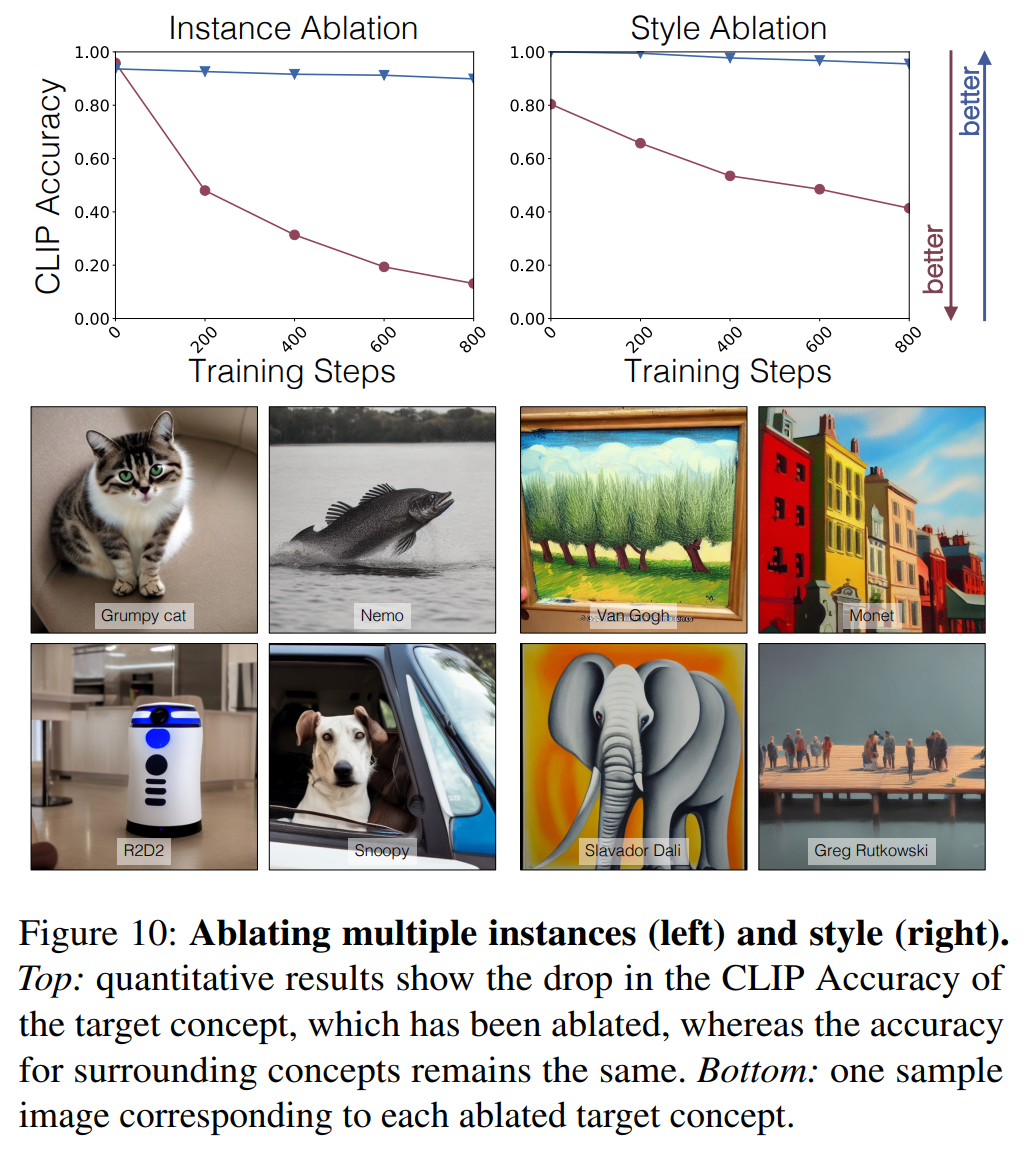 Instance Ablation
Style Ablation
CLIP Accuracy
1.00
0.80
0.60
0.40
0.20
0.00
0
200
400
600
800
Training Steps
1.00
0.80
0.60
0.40
0.20
0.00
0
200
400
600
800
Training Steps
better
better
Grumpy cat
Nemo
Van Gogh
Monet
R2D2
Snoopy
Slavador Dali
Greg Rutkowski
Figure 10: Ablating multiple instances (left) and style (right).
Top: quantitative results show the drop in the CLIP Accuracy of
the target concept, which has been ablated, whereas the accuracy
for surrounding concepts remains the same. Bottom: one sample
image corresponding to each ablated target concept.